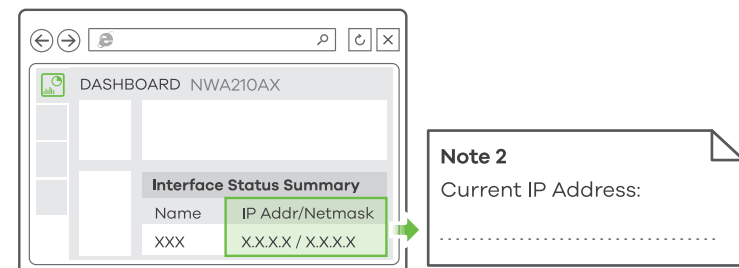 DASHBOARD NWA210AX
Interface Status Summary
Name IP Addr/Netmask
XXX X.X.X.X / X.X.X.X
Note 2
Current IP Address: